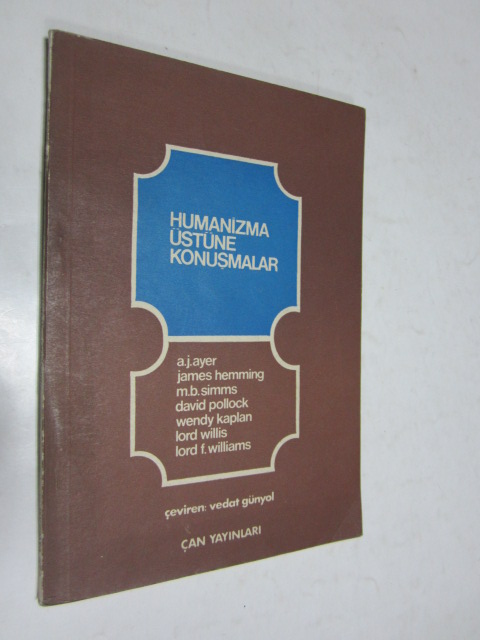 HUMANİZMA
ÜSTÜNE
KONUŞMALAR
a.j.ayer
james hemming
m.b.simms
david pollock
wendy kaplan
lord willis
lord f.williams
çeviren: vedat günyol
ÇAN YAYINLARI